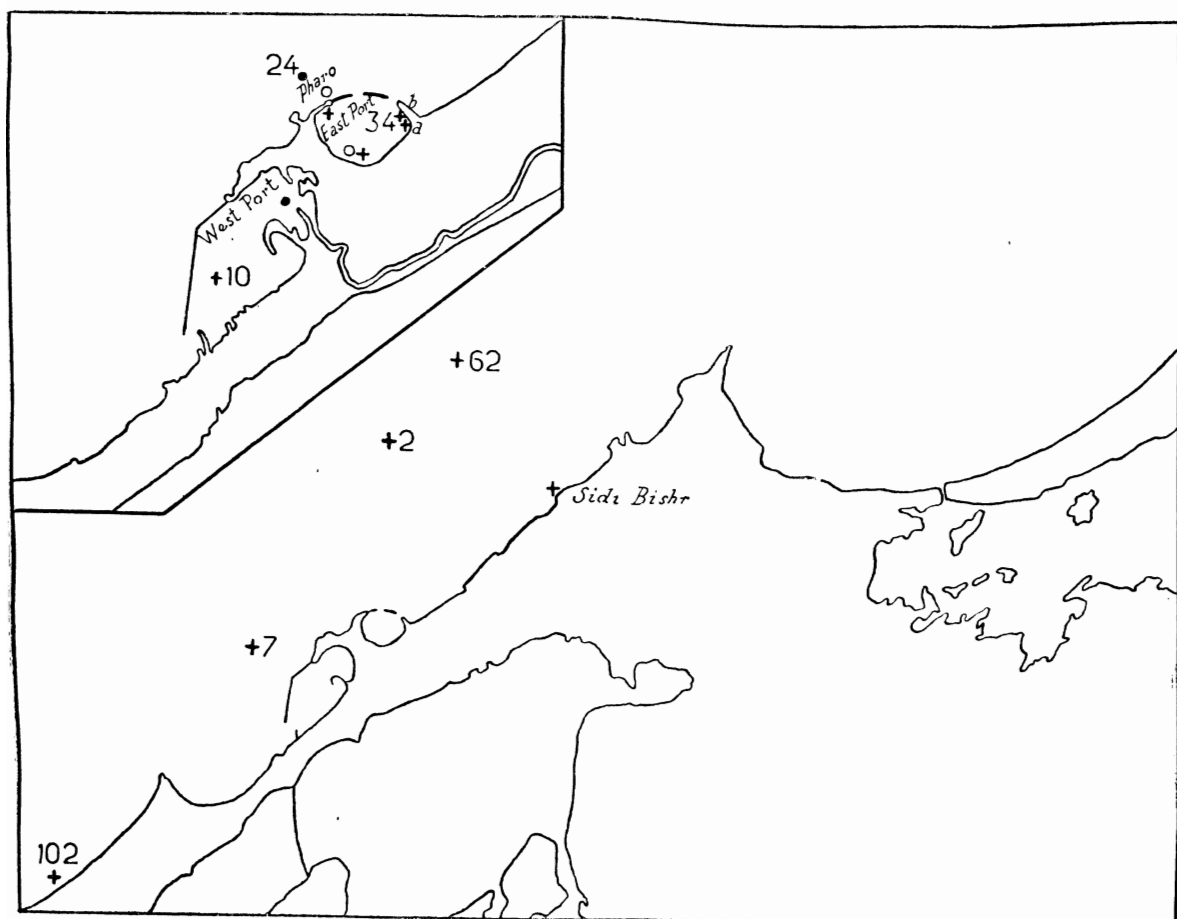 24
Pharo
East Port
34
b
a
West Port
+10
+62
+2
Sidi Bishr
+7
102